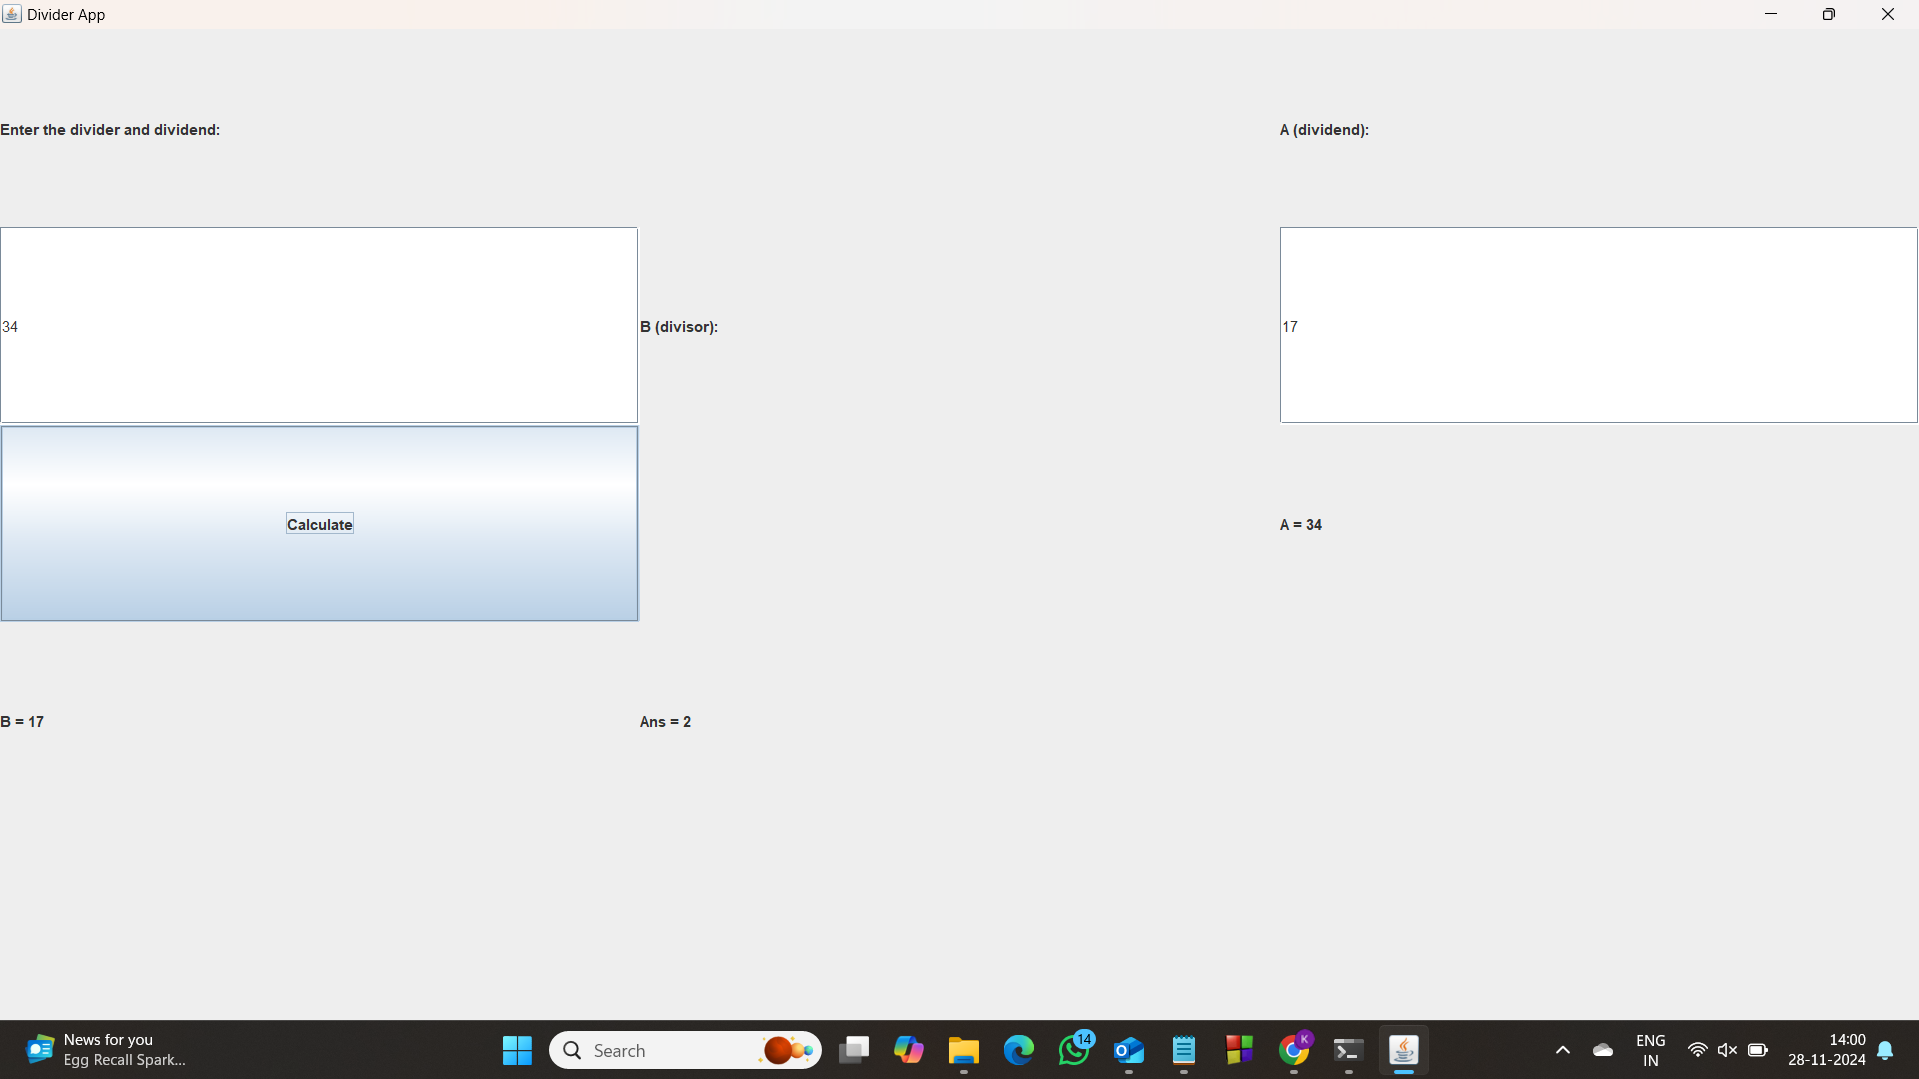 Divider App
Enter the divider and dividend:
A (dividend):
34
B (divisor):
17
Calculate
A = 34
B = 17
Ans = 2
News for you
Egg Recall Spark...
Search
14
K
ENG
IN
14:00
28-11-2024